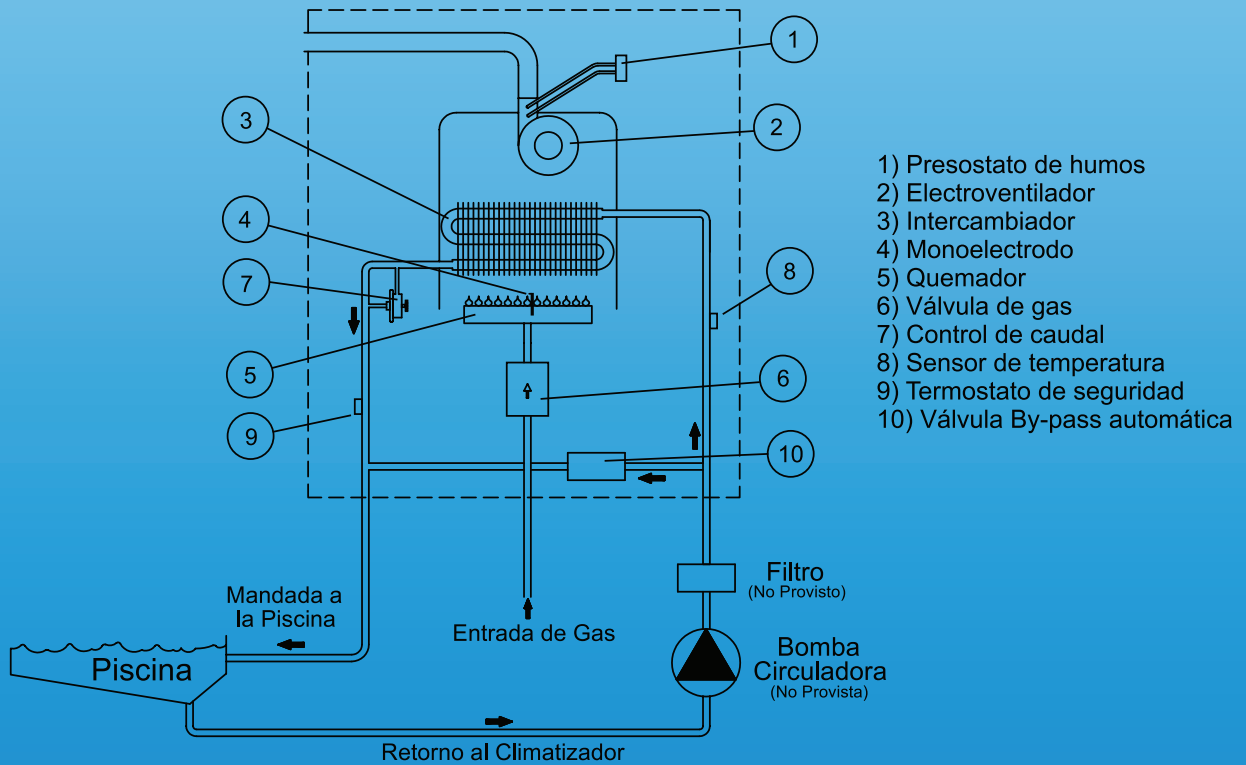 1
2
3
4
5
6
7
8
9
10
1) Presostato de humos
2) Electroventilador
3) Intercambiador
4) Monoelectrodo
5) Quemador
6) Válvula de gas
7) Control de caudal
8) Sensor de temperatura
9) Termostato de seguridad
10) Válvula By-pass automática
Filtro
(No Provisto)
Mandada a
la Piscina
Entrada de Gas
Bomba
Circuladora
(No Provista)
Piscina
Retorno al Climatizador